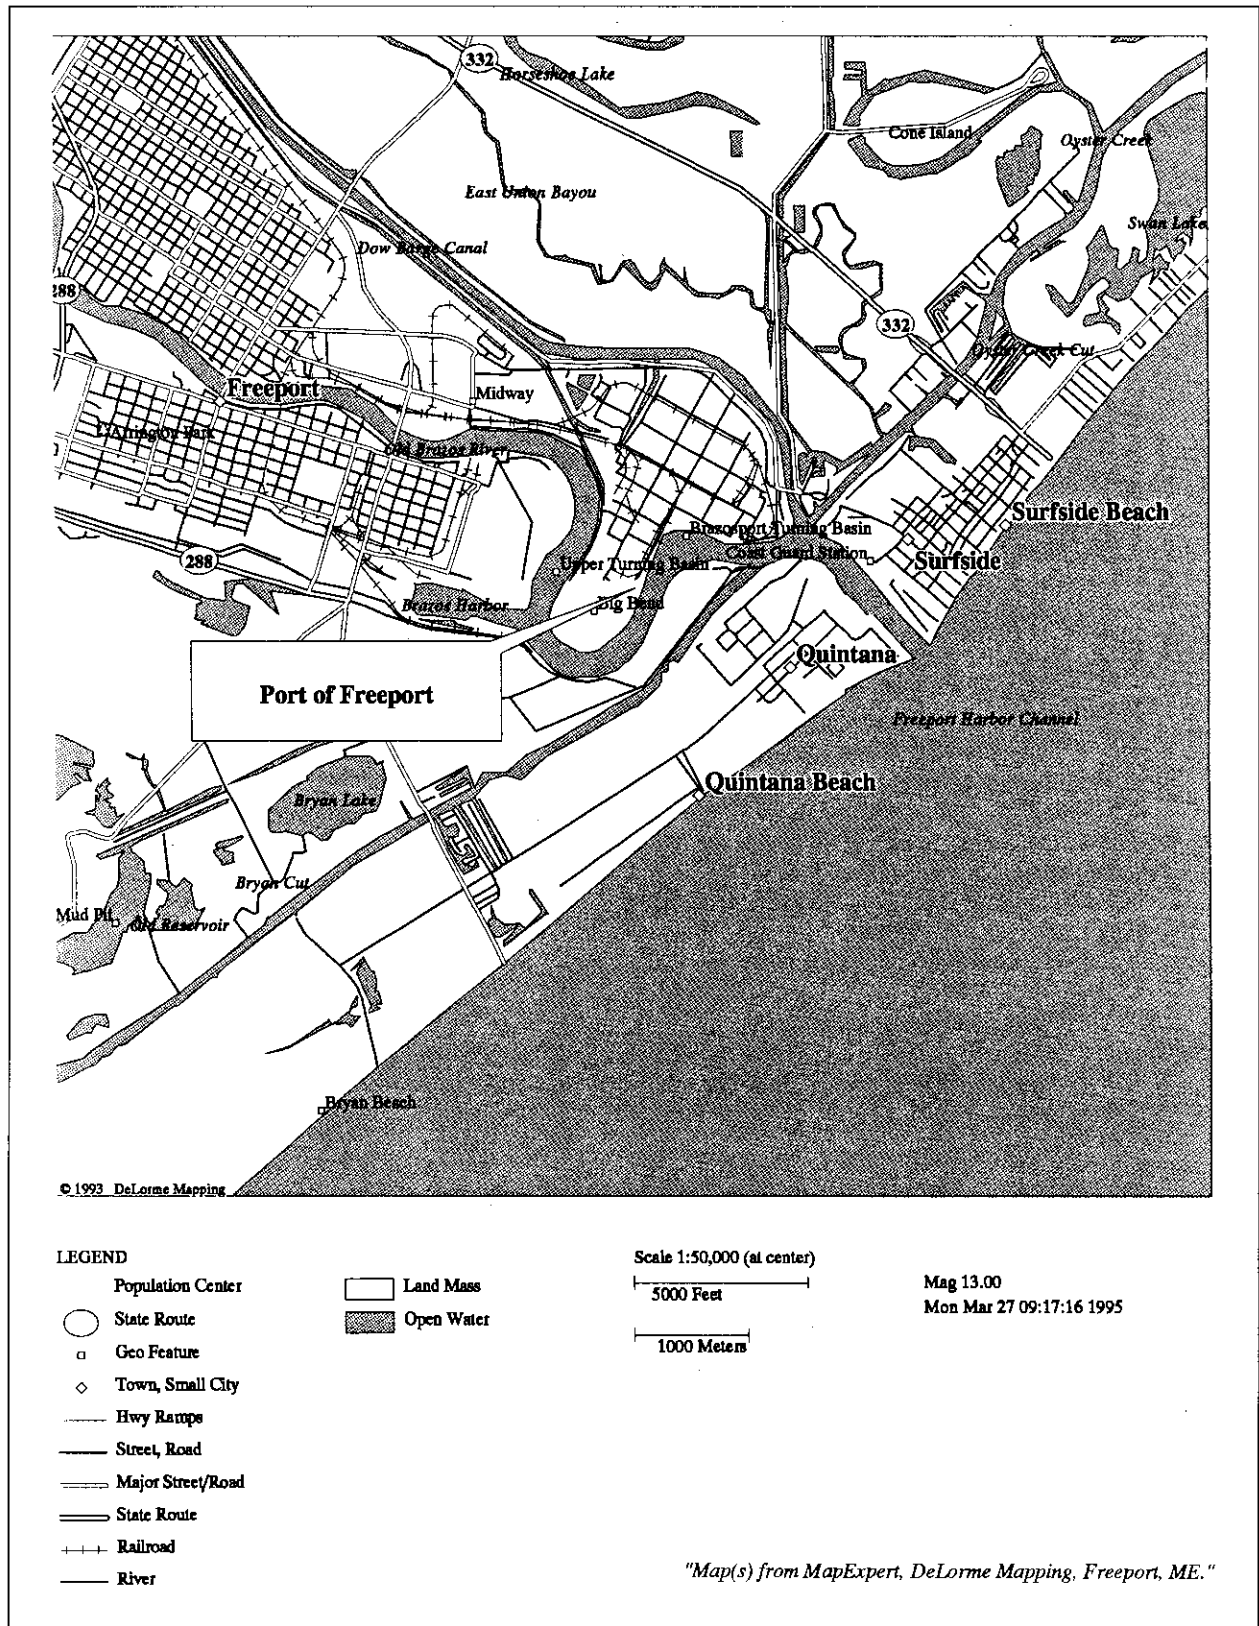 332
Horseshoe Lake
Cone Island
Oyster Creek
East Union Bayou
Swan Lake
Dow Barge Canal
288
332
Oyster Creek Cut
Freeport
Midway
Arrington Park
Old Brazos River
Surfside Beach
Brazosport Turning Basin
Coast Guard Station
288
Upper Turning Basin
Surfside
Brazos Harbor
Big Bend
Quintana
Port of Freeport
Freeport Harbor Channel
Quintana Beach
Bryan Lake
Bryan Cut
Mud Pit
Old Reservoir
Bryan Beach
© 1993 DeLorme Mapping
LEGEND
Population Center
State Route
Geo Feature
Town, Small City
Hwy Ramps
Street, Road
Major Street/Road
State Route
Railroad
River
Land Mass
Open Water
Scale 1:50,000 (at center)
5000 Feet
1000 Meters
Mag 13.00
Mon Mar 27 09:17:16 1995
"Map(s) from MapExpert, DeLorme Mapping, Freeport, ME."